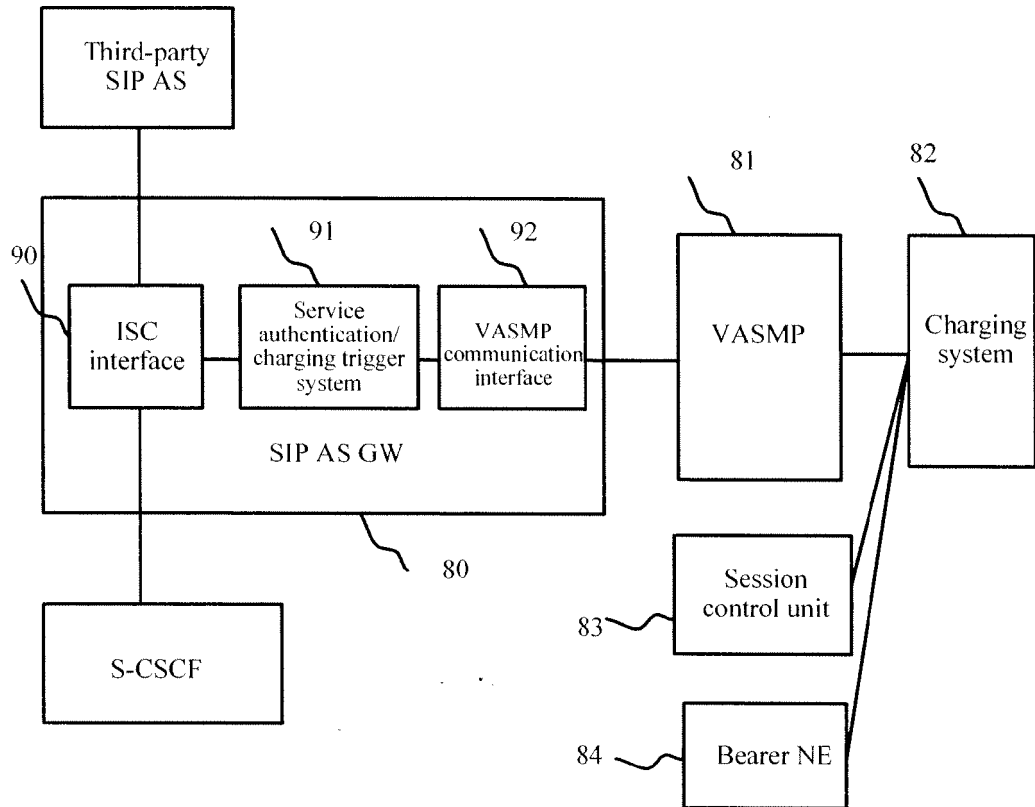 Third-party
SIP AS
81
82
91
92
90
ISC
interface
Service
authentication/
charging trigger
system
VASMP
communication
interface
VASMP
Charging
system
SIP AS GW
80
Session
control unit
83
S-CSCF
84
Bearer NE